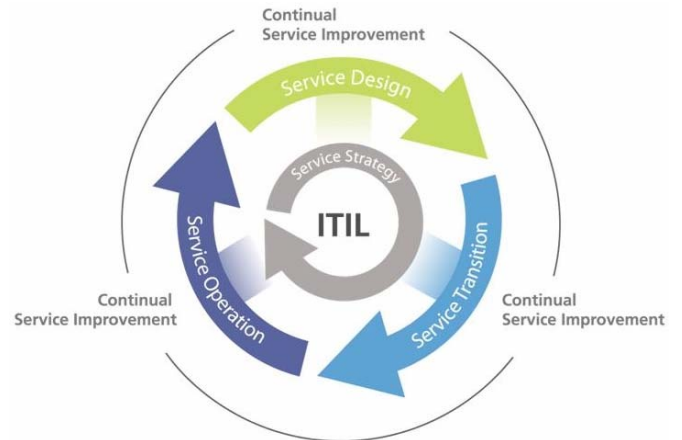 Continual
Service Improvement
Service Design
Service Strategy
ITIL
Service Operation
Service Transition
Continual
Service Improvement
Continual
Service Improvement